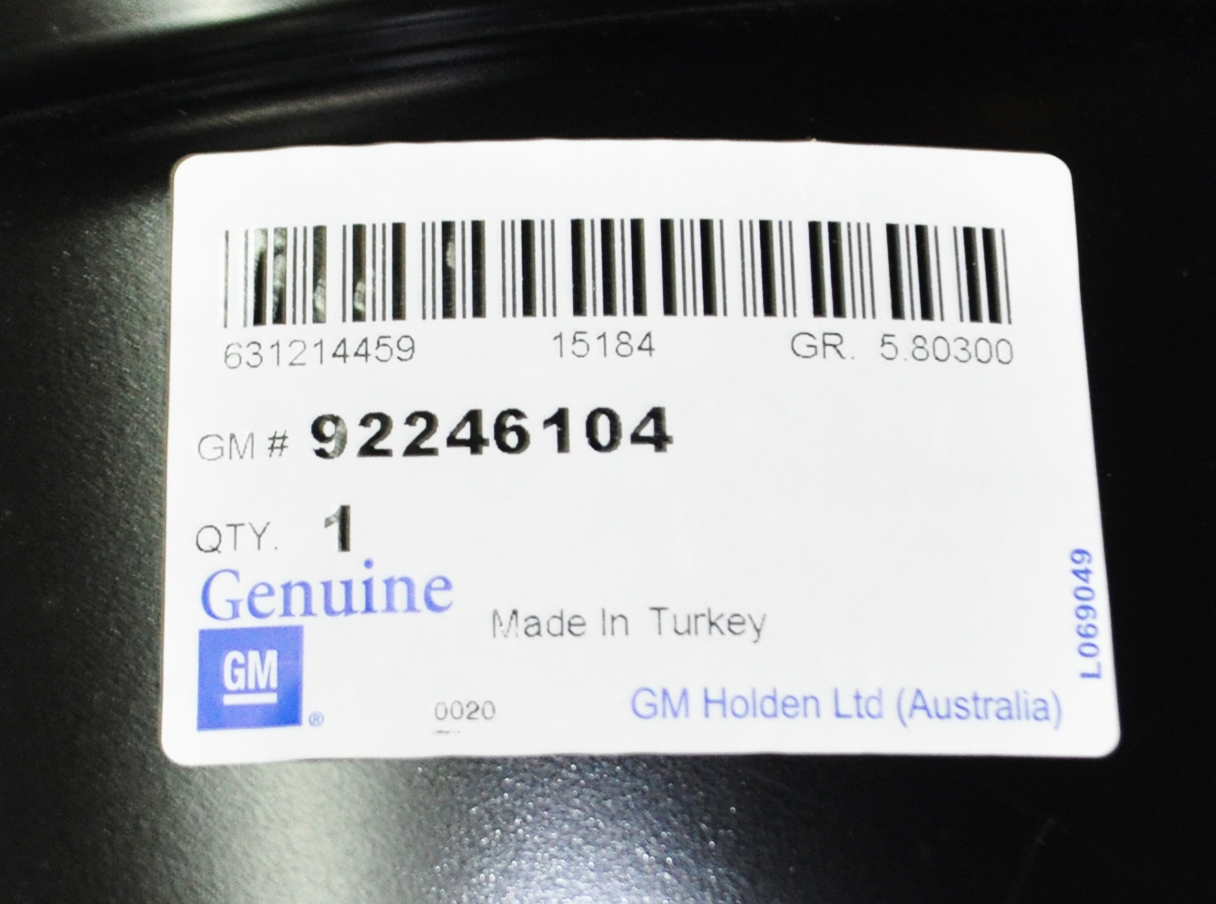 631214459 15184 GR. 5.80300
GM # 92246104
QTY. 1
Genuine
Made In Turkey
GM ®
0020
GM Holden Ltd (Australia)
L069049